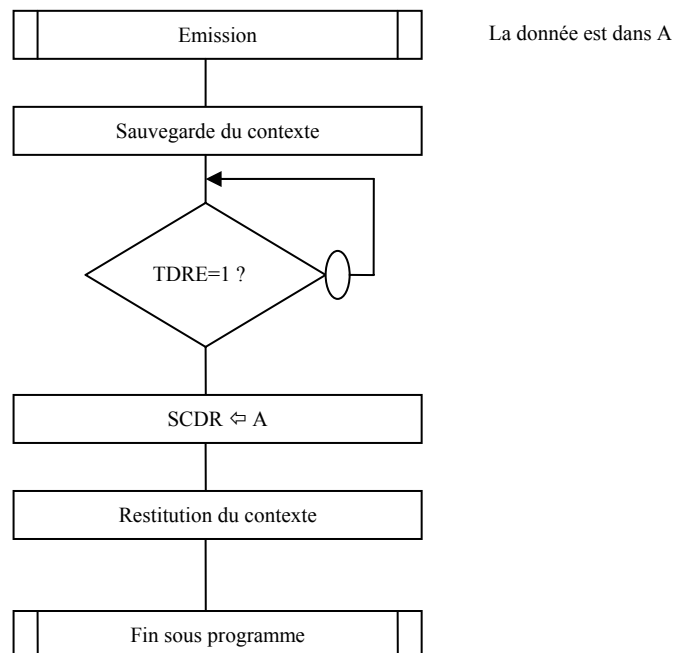 Emission
La donnée est dans A
Sauvegarde du contexte
TDRE=1 ?
SCDR ⇦ A
Restitution du contexte
Fin sous programme